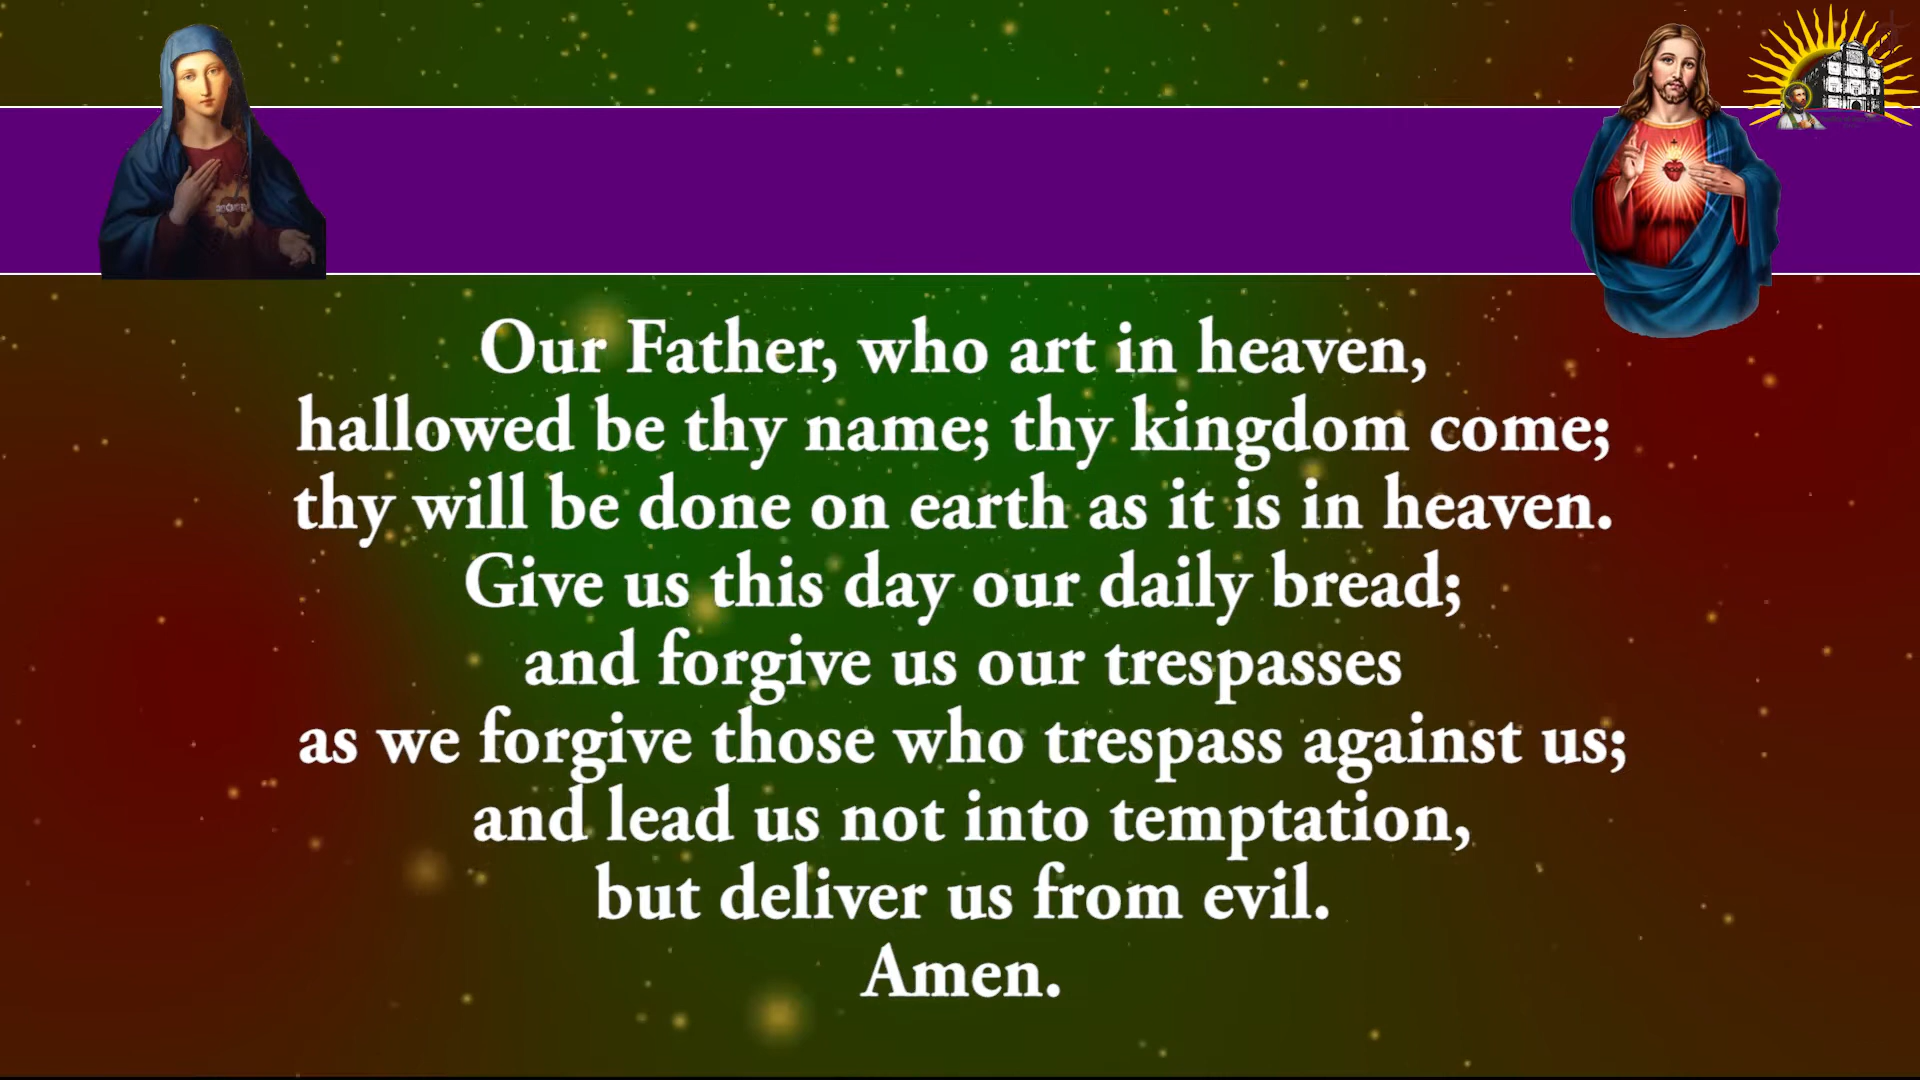 Our Father, who art in heaven,
hallowed be thy name; thy kingdom come;
thy will be done on earth as it is in heaven.
Give us this day our daily bread;
and forgive us our trespasses
as we forgive those who trespass against us;
and lead us not into temptation,
but deliver us from evil.
Amen.